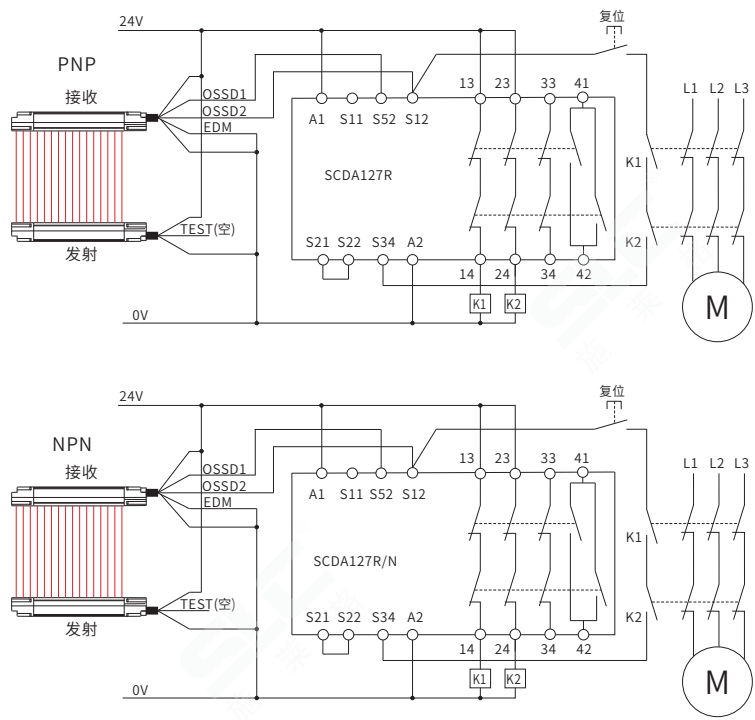 24V
复位
PNP
接收
OSSD1
OSSD2
EDM
13 23 33 41
L1 L2 L3
A1 S11 S52 S12
K1
SCDA127R
TEST(空)
发射
S21 S22 S34 A2
K2
14 24 34 42
K1 K2
M
0V
24V
复位
NPN
接收
OSSD1
OSSD2
EDM
13 23 33 41
L1 L2 L3
A1 S11 S52 S12
K1
SCDA127R/N
TEST(空)
发射
S21 S22 S34 A2
K2
14 24 34 42
K1 K2
M
0V